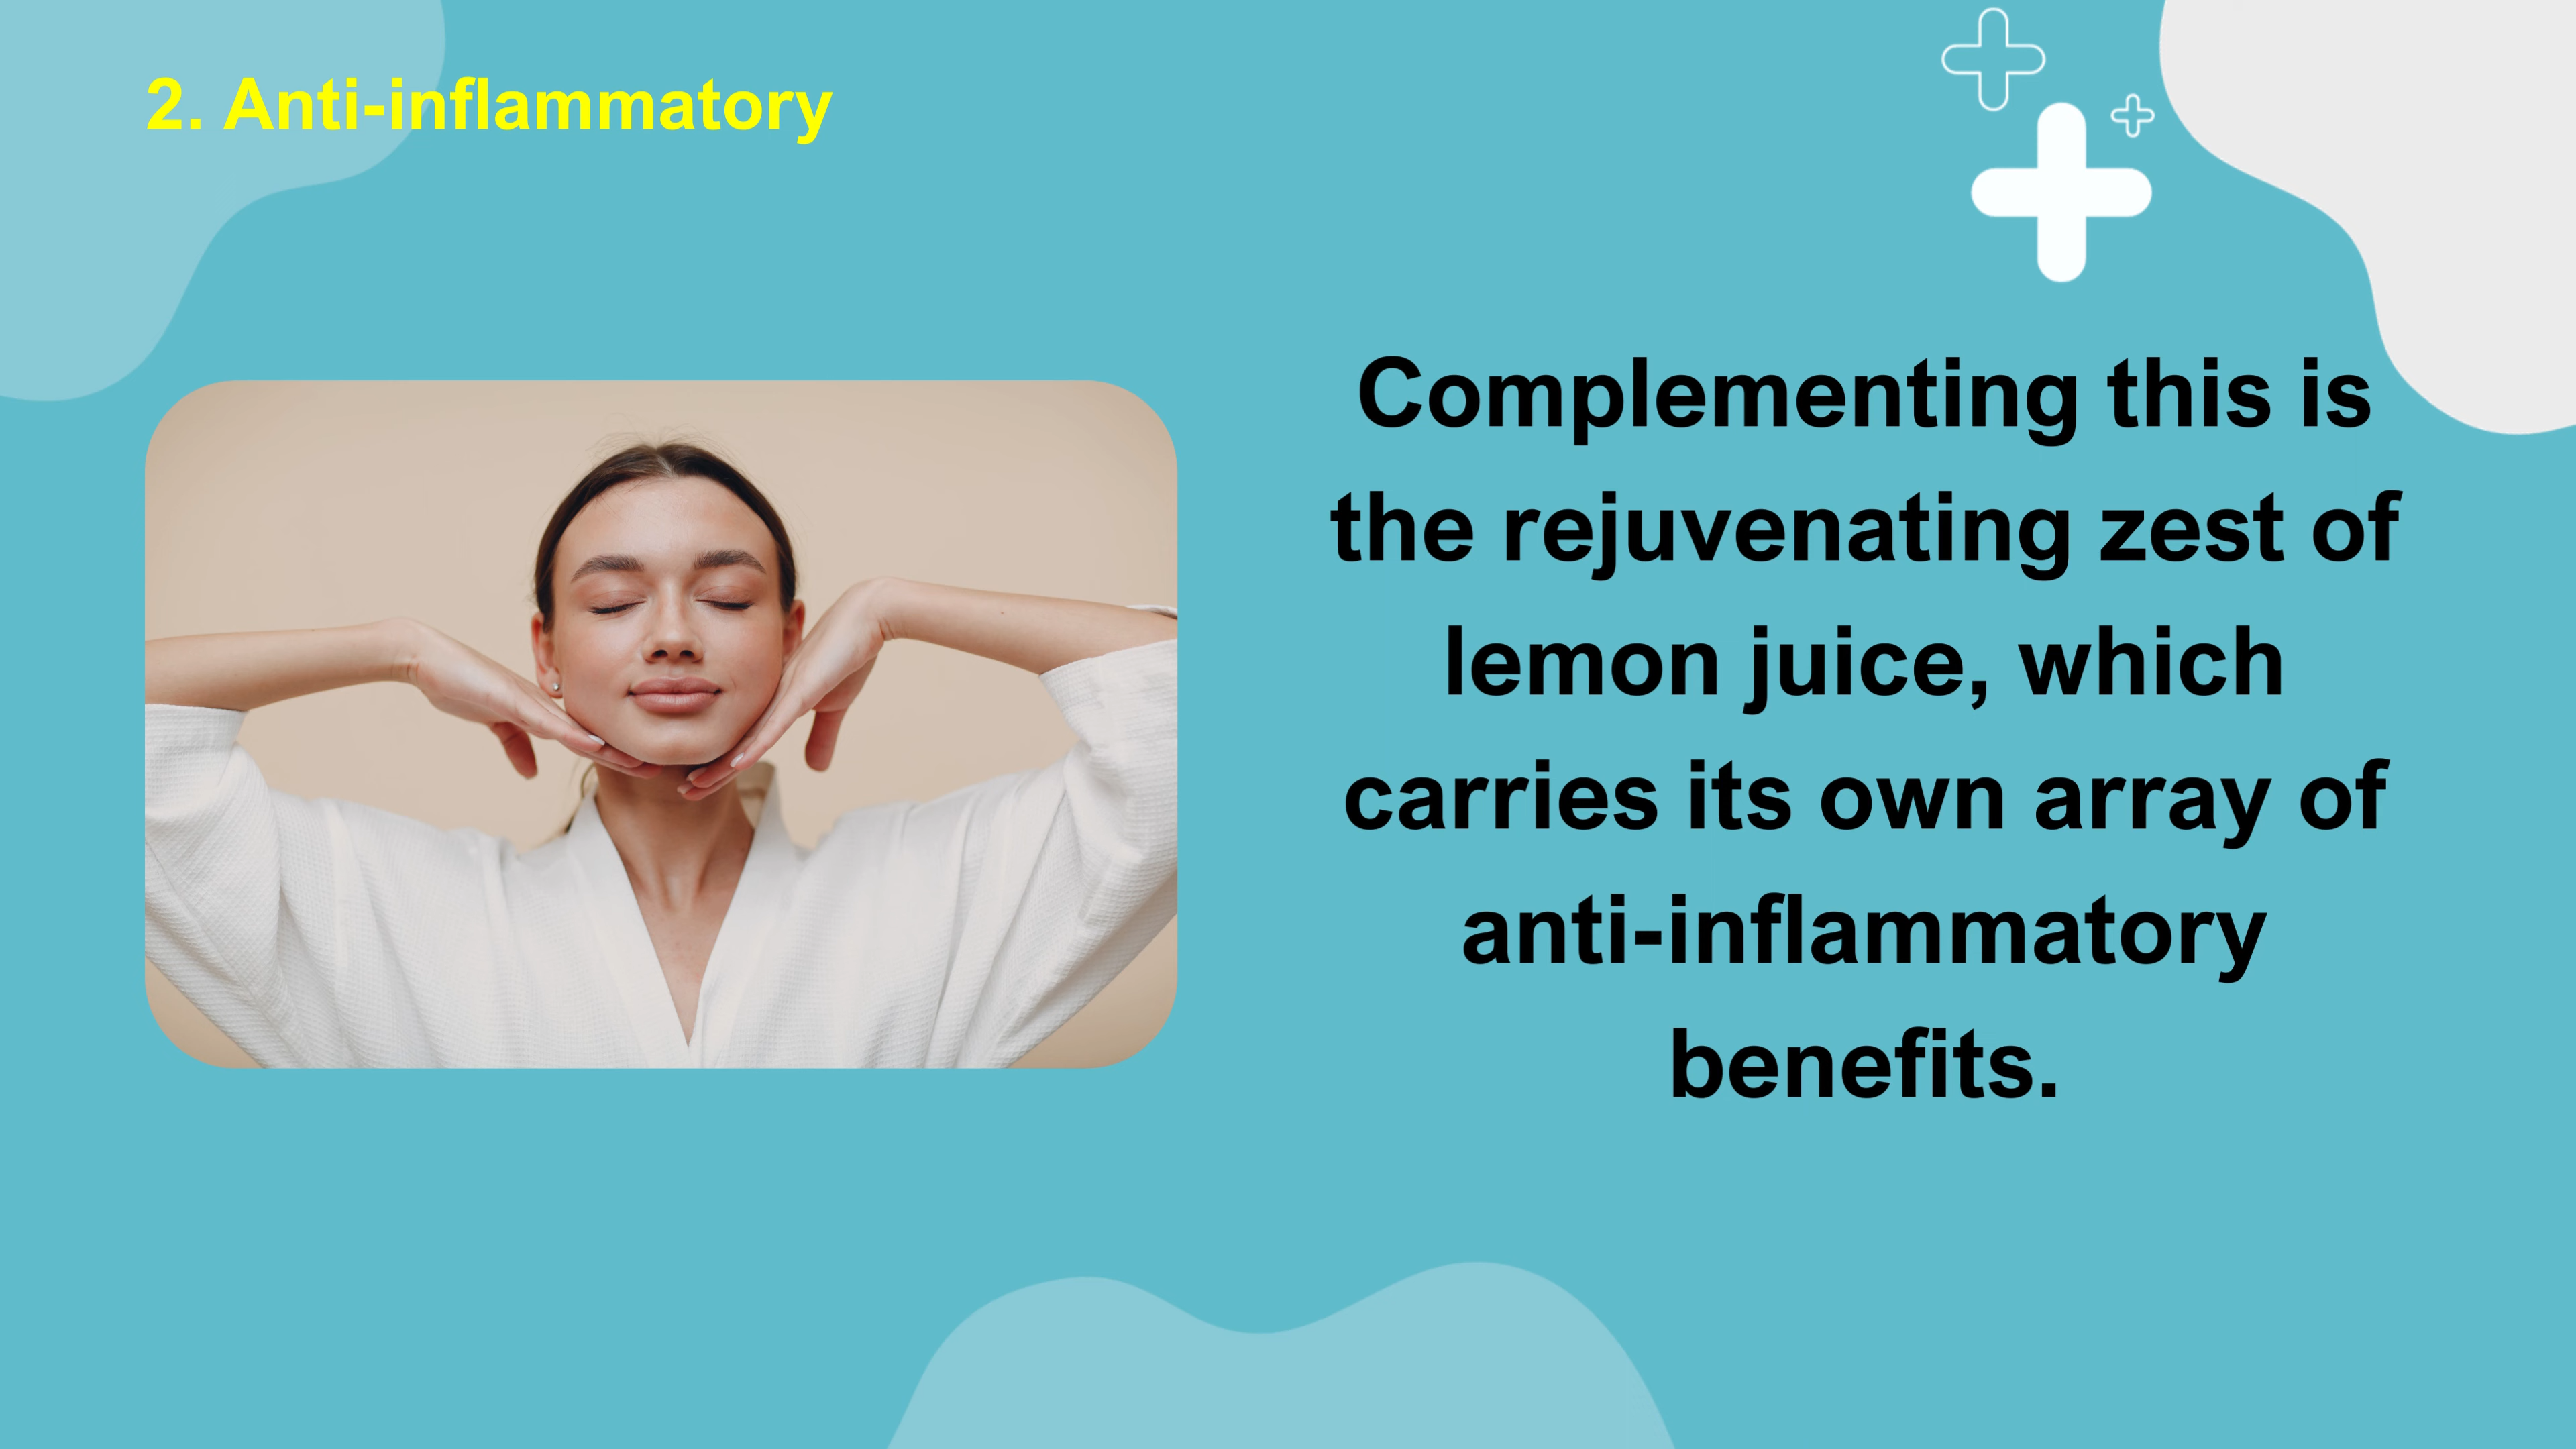 2. Anti-inflammatory
Complementing this is
the rejuvenating zest of
lemon juice, which
carries its own array of
anti-inflammatory
benefits.